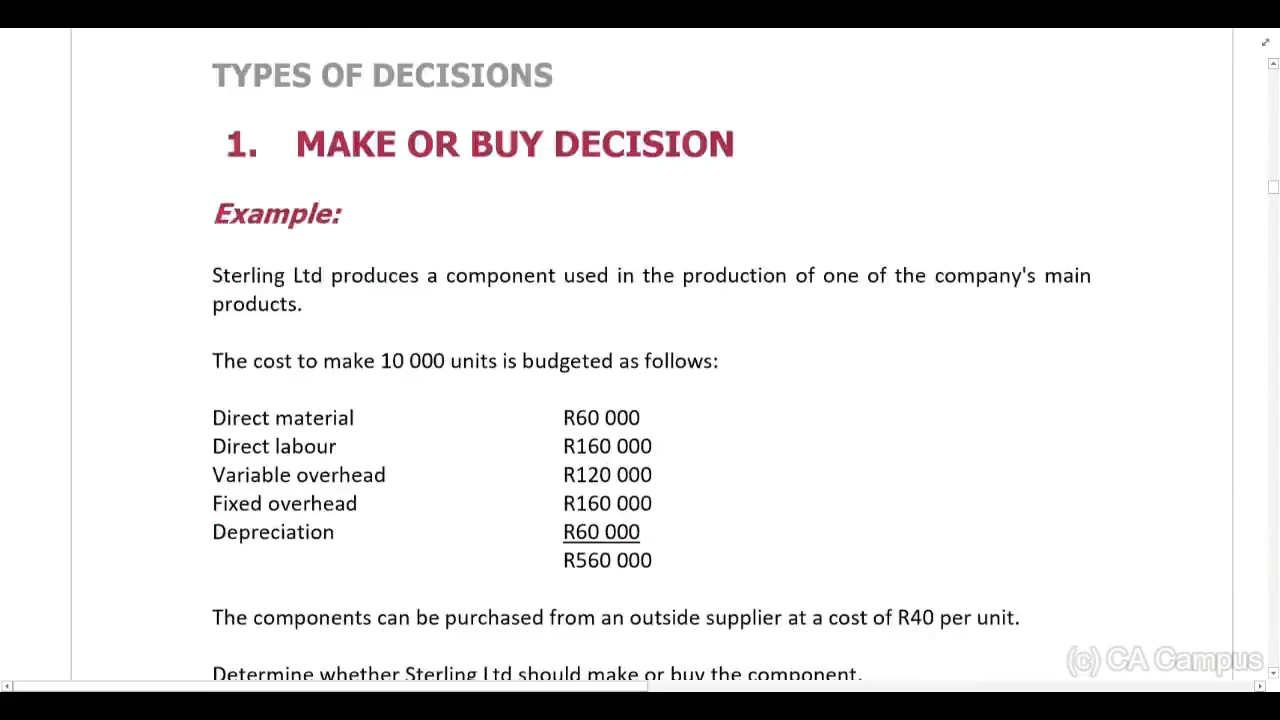 TYPES OF DECISIONS
1. MAKE OR BUY DECISION
Example:
Sterling Ltd produces a component used in the production of one of the company's main
products.
The cost to make 10 000 units is budgeted as follows:
Direct material R60 000
Direct labour R160 000
Variable overhead R120 000
Fixed overhead R160 000
Depreciation R60 000
R560 000
The components can be purchased from an outside supplier at a cost of R40 per unit.
(c) CA Campus
Determine whether Sterling Ltd should make or buy the component.